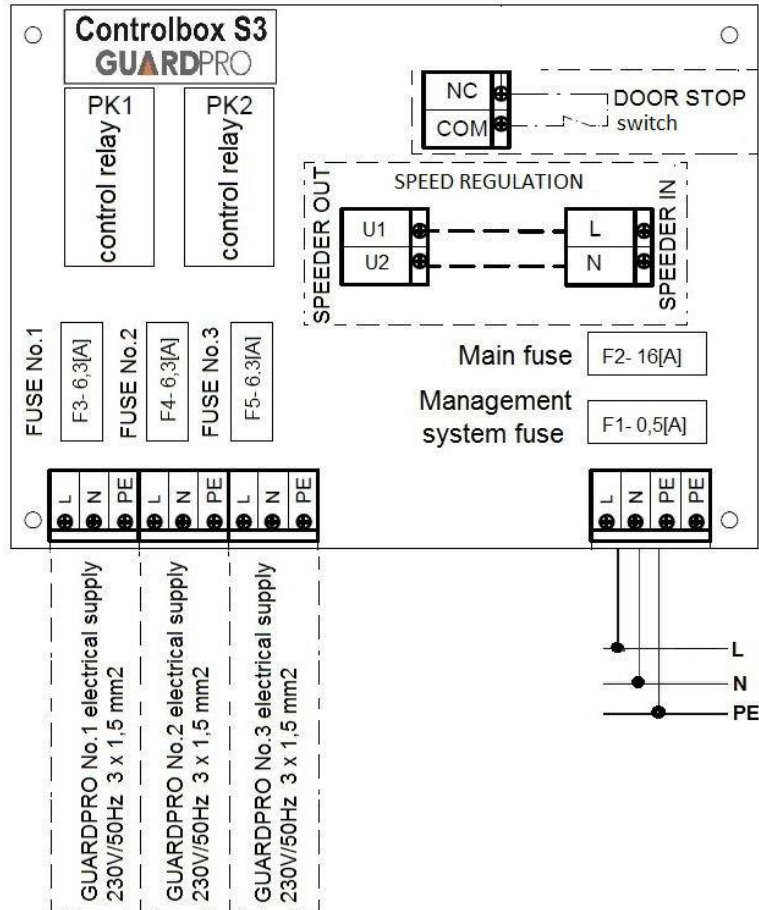 Controlbox S3
GUARDPRO
PK1
control relay
PK2
control relay
NC
COM
DOOR STOP
switch
SPEED REGULATION
SPEEDER OUT
U1
U2
L
N
SPEEDER IN
FUSE No.1
F3- 6,3[A]
FUSE No.2
F4- 6,3[A]
FUSE No.3
F5- 6.3[A]
Main fuse
F2- 16[A]
Management
system fuse
F1- 0,5[A]
L N PE L N PE L N PE
L N PE PE
GUARDPRO No.1 electrical supply
230V/50Hz 3 x 1,5 mm2
GUARDPRO No.2 electrical supply
230V/50Hz 3 x 1,5 mm2
GUARDPRO No.3 electrical supply
230V/50Hz 3 x 1,5 mm2
L
N
PE